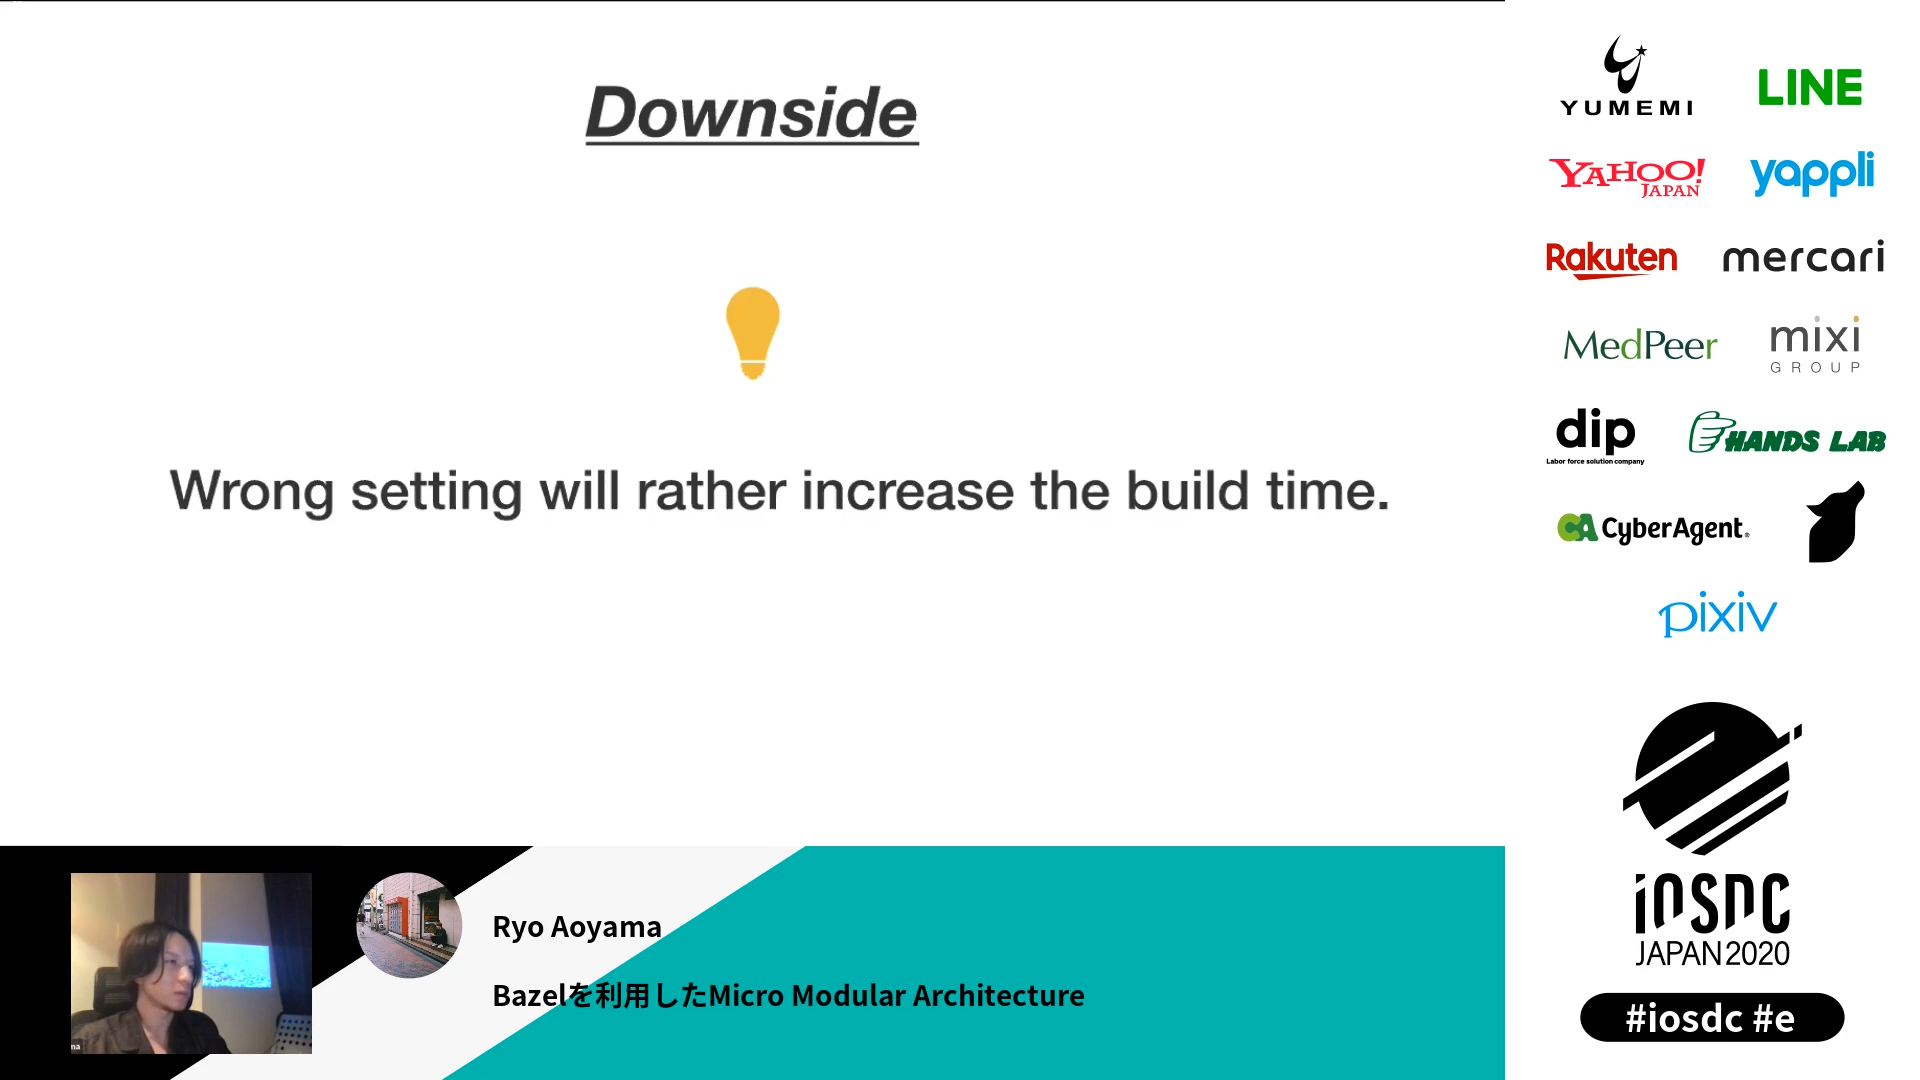 Downside
Wrong setting will rather increase the build time.
Ryo Aoyama
Bazelを利用したMicro Modular Architecture
YUMEMI
LINE
YAHOO!
JAPAN
yappli
Rakuten
mercari
MedPeer
mixi
GROUP
dip
Labor force solution company
HANDS LAB
CA CyberAgent®
pixiv
iOSDC
JAPAN 2020
#iosdc #e